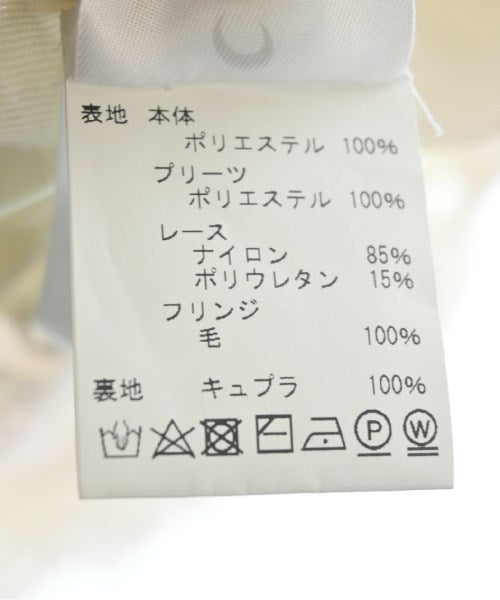 表地 本体
ポリエステル 100%
プリーツ
ポリエステル 100%
レース
ナイロン 85%
ポリウレタン 15%
フリンジ
毛 100%
裏地 キュプラ 100%
P W